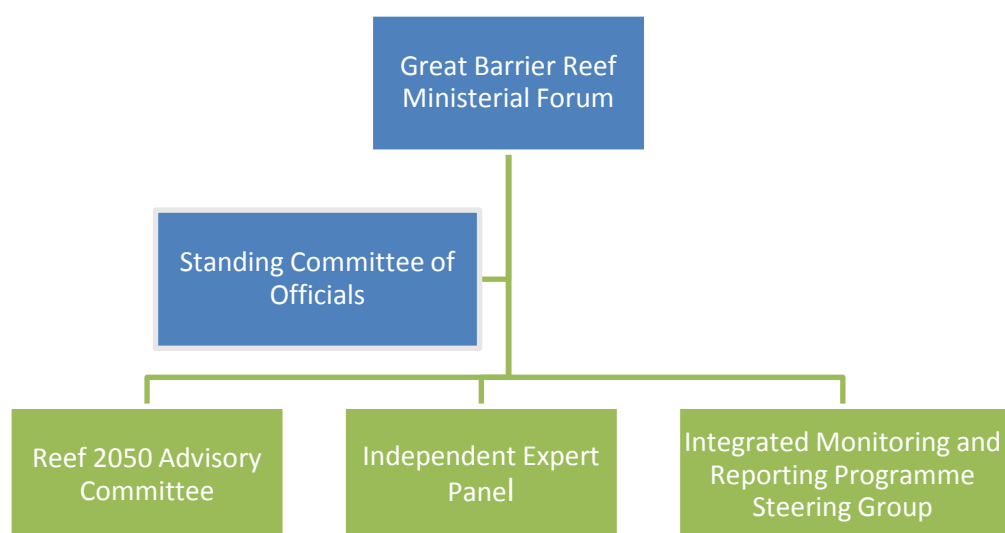 Great Barrier Reef
Ministerial Forum
Standing Committee of
Officials
Reef 2050 Advisory
Committee
Independent Expert
Panel
Integrated Monitoring and
Reporting Programme
Steering Group